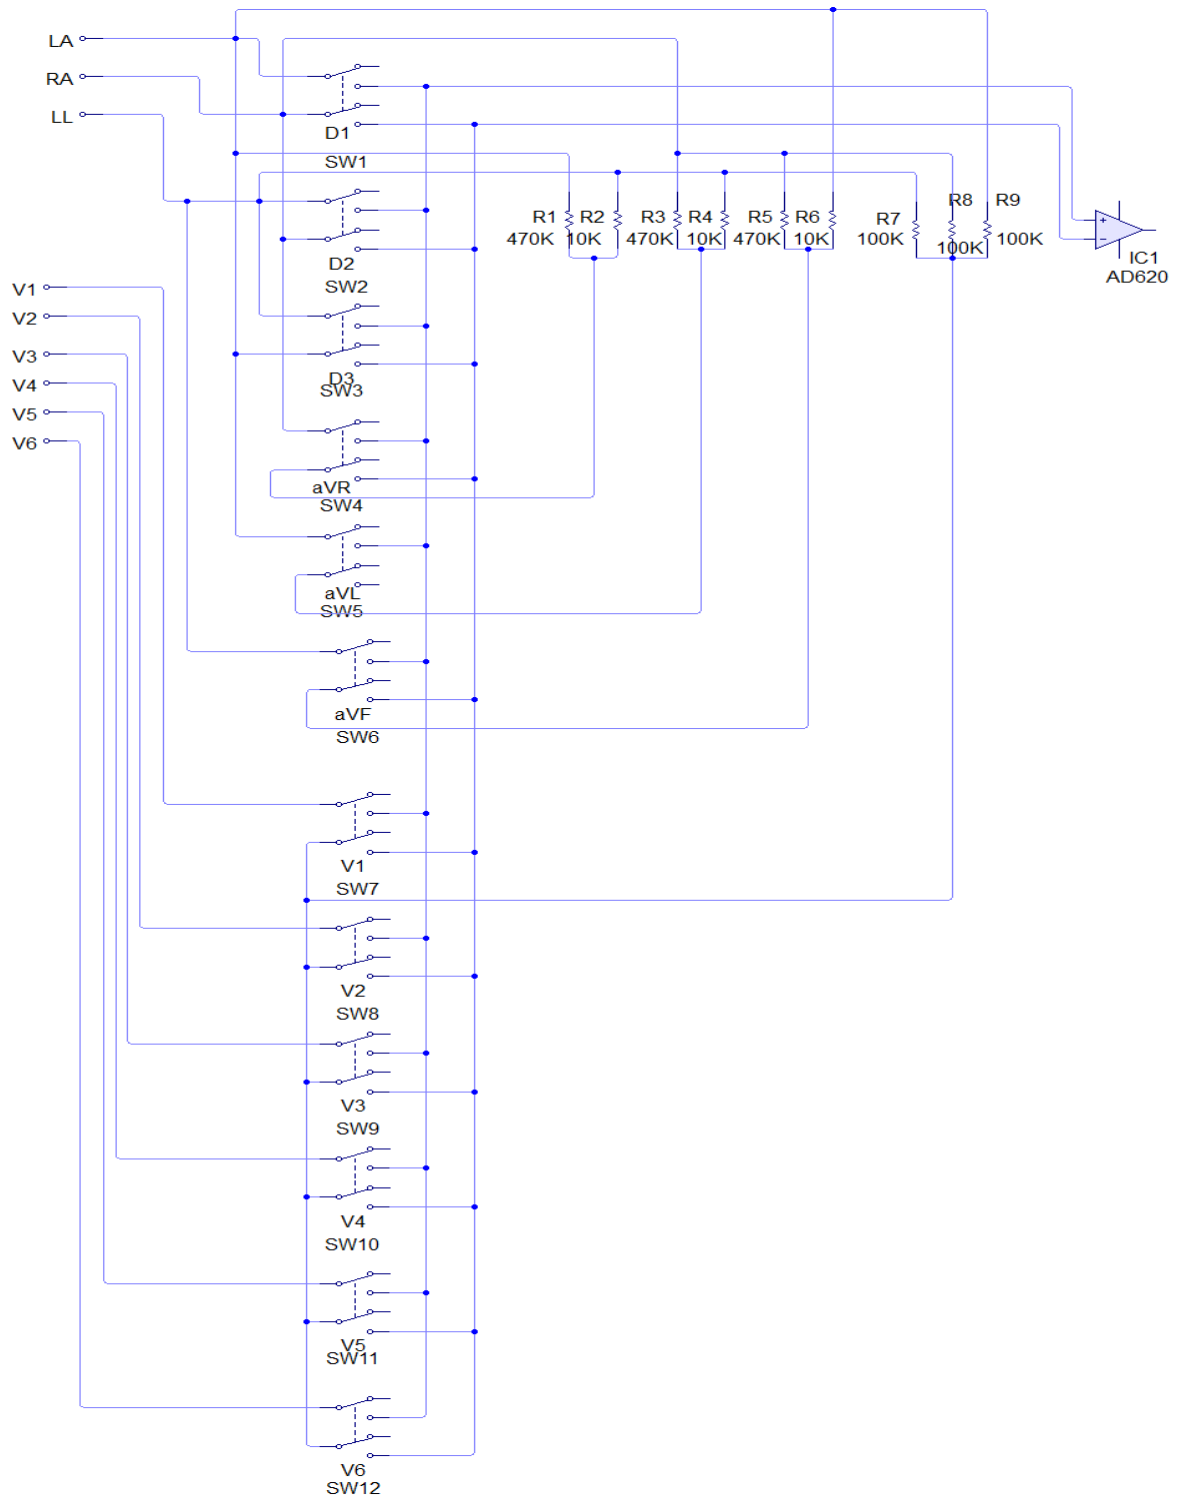 LA
RA
LL
D1
SW1
R1 R2 R3 R4 R5 R6 R7 R8 R9
470K 10K 470K 10K 470K 10K 100K 100K 100K
+
−
IC1
AD620
D2
SW2
V1
V2
V3
V4
V5
V6
D3
SW3
aVR
SW4
aVL
SW5
aVF
SW6
V1
SW7
V2
SW8
V3
SW9
V4
SW10
V5
SW11
V6
SW12